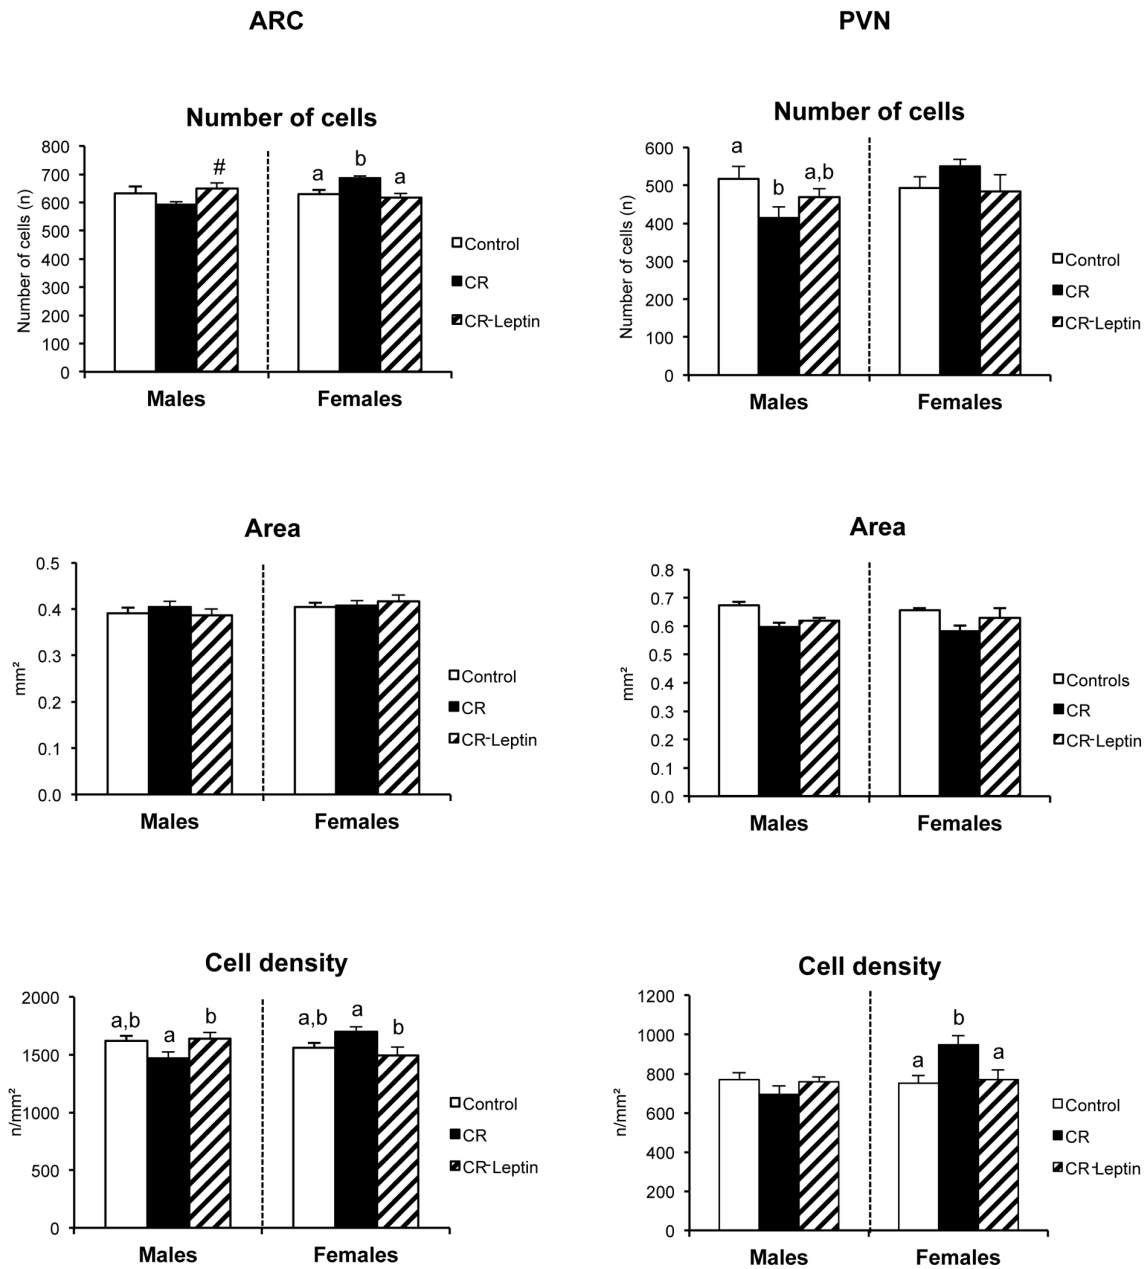 ARC
PVN
Number of cells
Number of cells (n)
800
700
600
500
400
300
200
100
0
#
a
b
a
Males
Females
Control
CR
CR-Leptin
Number of cells
Number of cells (n)
600
500
400
300
200
100
0
a
b
a,b
Males
Females
Control
CR
CR-Leptin
Area
mm²
0.5
0.4
0.3
0.2
0.1
0.0
Males
Females
Control
CR
CR-Leptin
Area
mm²
0.8
0.7
0.6
0.5
0.4
0.3
0.2
0.1
0.0
Males
Females
Controls
CR
CR-Leptin
Cell density
n/mm²
2000
1500
1000
500
0
a,b
a
b
a,b
a
b
Males
Females
Control
CR
CR-Leptin
Cell density
n/mm²
1200
1000
800
600
400
200
0
a
b
a
Males
Females
Control
CR
CR-Leptin